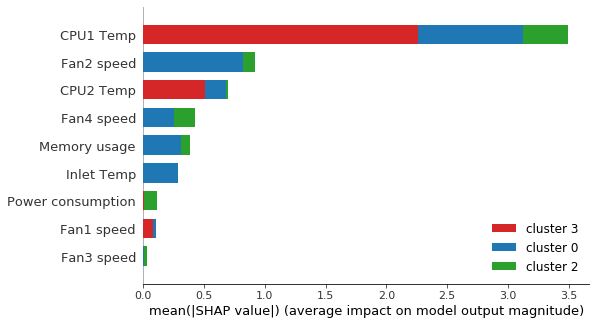 CPU1 Temp
Fan2 speed
CPU2 Temp
Fan4 speed
Memory usage
Inlet Temp
Power consumption
Fan1 speed
Fan3 speed
cluster 3
cluster 0
cluster 2
0.0 0.5 1.0 1.5 2.0 2.5 3.0 3.5
mean(|SHAP value|) (average impact on model output magnitude)